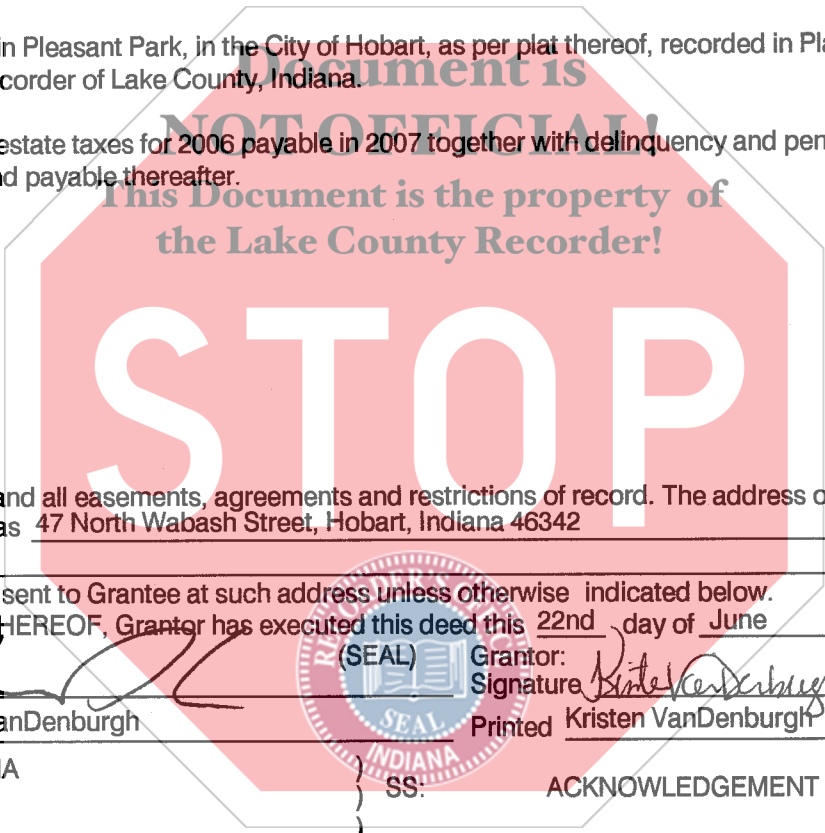 in Pleasant Park, in the City of Hobart, as per plat thereof, recorded in Pla
corder of Lake County, Indiana.
Document is
NOT OFFICIAL!
estate taxes for 2006 payable in 2007 together with delinquency and pen
d payable thereafter.
This Document is the property of
the Lake County Recorder!
STOP
and all easements, agreements and restrictions of record. The address o
as 47 North Wabash Street, Hobart, Indiana 46342
sent to Grantee at such address unless otherwise indicated below.
HEREOF, Grantor has executed this deed this 22nd day of June
(SEAL) Grantor:
Signature Kristen VanDenburgh
anDenburgh Printed Kristen VanDenburgh
RECORDER'S OFFICE
SEAL
INDIANA
IA
) SS: ACKNOWLEDGEMENT
)
)